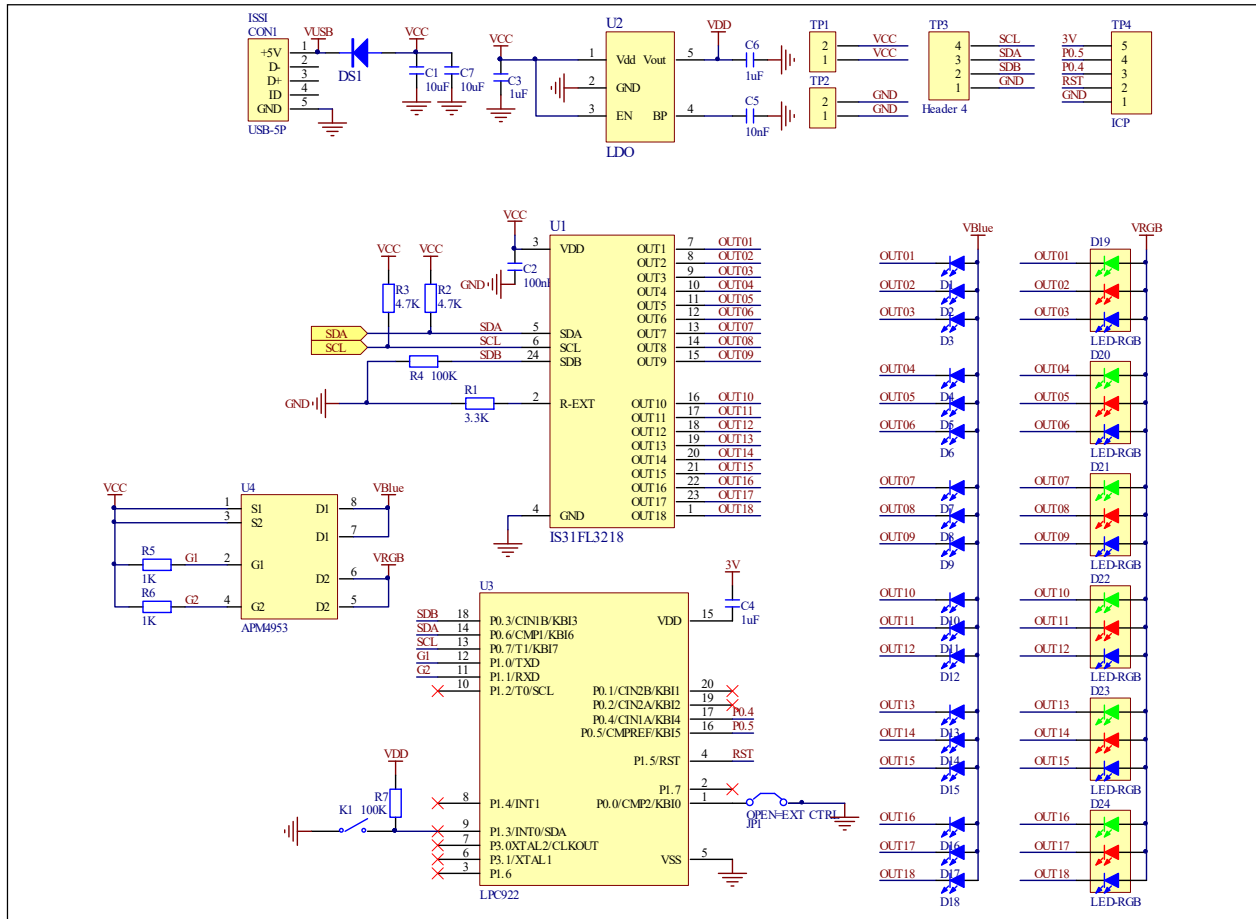 ISSI
CON1
+5V 1
D- 2
D+ 3
ID 4
GND 5
USB-5P
VUSB
DS1
VCC
C1
10uF
C7
10uF
VCC
C3
1uF
U2
1 Vdd Vout 5
2 GND
3 EN BP 4
LDO
VDD
C6
1uF
C5
10nF
TP1
2 VCC
1 VCC
TP2
2 GND
1 GND
TP3
4 SCL
3 SDA
2 SDB
1 GND
Header 4
TP4
3V 5
P0.5 4
P0.4 3
RST 2
GND 1
ICP
VCC
C2
100nF
GND
VCC
VCC
R3
4.7K
R2
4.7K
SDA
SCL
R4 100K
R1
3.3K
GND
U1
3 VDD
SDA 5 SDA
SCL 6 SCL
SDB 24 SDB
2 R-EXT
4 GND
OUT1 7 OUT01
OUT2 8 OUT02
OUT3 9 OUT03
OUT4 10 OUT04
OUT5 11 OUT05
OUT6 12 OUT06
OUT7 13 OUT07
OUT8 14 OUT08
OUT9 15 OUT09
OUT10 16 OUT10
OUT11 17 OUT11
OUT12 18 OUT12
OUT13 19 OUT13
OUT14 20 OUT14
OUT15 21 OUT15
OUT16 22 OUT16
OUT17 23 OUT17
OUT18 1 OUT18
IS31FL3218
VCC
U4
1 S1 D1 8
3 S2
D1 7
R5
1K
G1 2 G1 D2 6
R6
1K
G2 4 G2 D2 5
APM4953
VBlue
VRGB
U3
SDB 18 P0.3/CIN1B/KBI3
SDA 14 P0.6/CMP1/KBI6
SCL 13 P0.7/T1/KBI7
G1 12 P1.0/TXD
G2 11 P1.1/RXD
10 P1.2/T0/SCL
8 P1.4/INT1
9 P1.3/INT0/SDA
7 P3.0XTAL2/CLKOUT
6 P3.1/XTAL1
3 P1.6
VDD 15
P0.1/CIN2B/KBI1 20
P0.2/CIN2A/KBI2 19
P0.4/CIN1A/KBI4 17 P0.4
P0.5/CMPREF/KBI5 16 P0.5
P1.5/RST 4 RST
P1.7 2
P0.0/CMP2/KBI0 1
VSS 5
LPC922
3V
C4
1uF
VDD
R7
100K
K1
OPEN=EXT CTRL
JP1
VBlue
OUT01 D1
OUT02 D2
OUT03 D3
OUT04 D4
OUT05 D5
OUT06 D6
OUT07 D7
OUT08 D8
OUT09 D9
OUT10 D10
OUT11 D11
OUT12 D12
OUT13 D13
OUT14 D14
OUT15 D15
OUT16 D16
OUT17 D17
OUT18 D18
VRGB
D19
OUT01
OUT02
OUT03
LED-RGB
D20
OUT04
OUT05
OUT06
LED-RGB
D21
OUT07
OUT08
OUT09
LED-RGB
D22
OUT10
OUT11
OUT12
LED-RGB
D23
OUT13
OUT14
OUT15
LED-RGB
D24
OUT16
OUT17
OUT18
LED-RGB